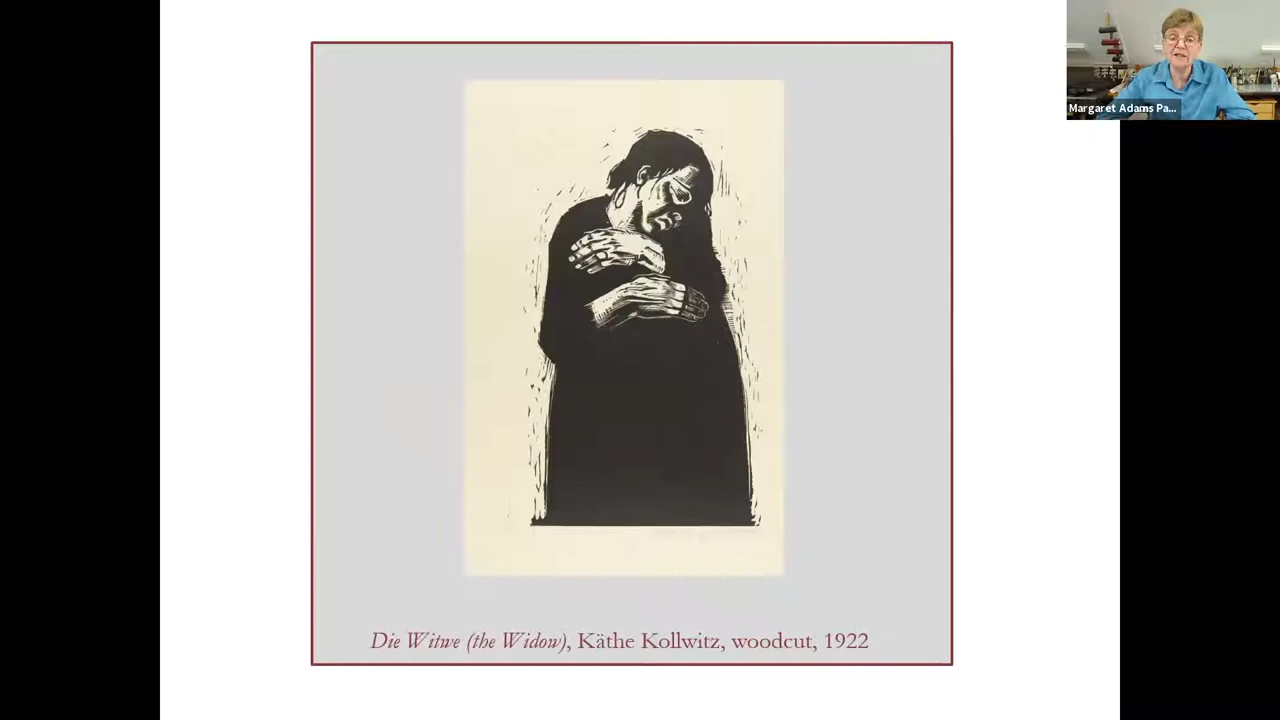 Margaret Adams Pa...
Die Witwe (the Widow), Käthe Kollwitz, woodcut, 1922